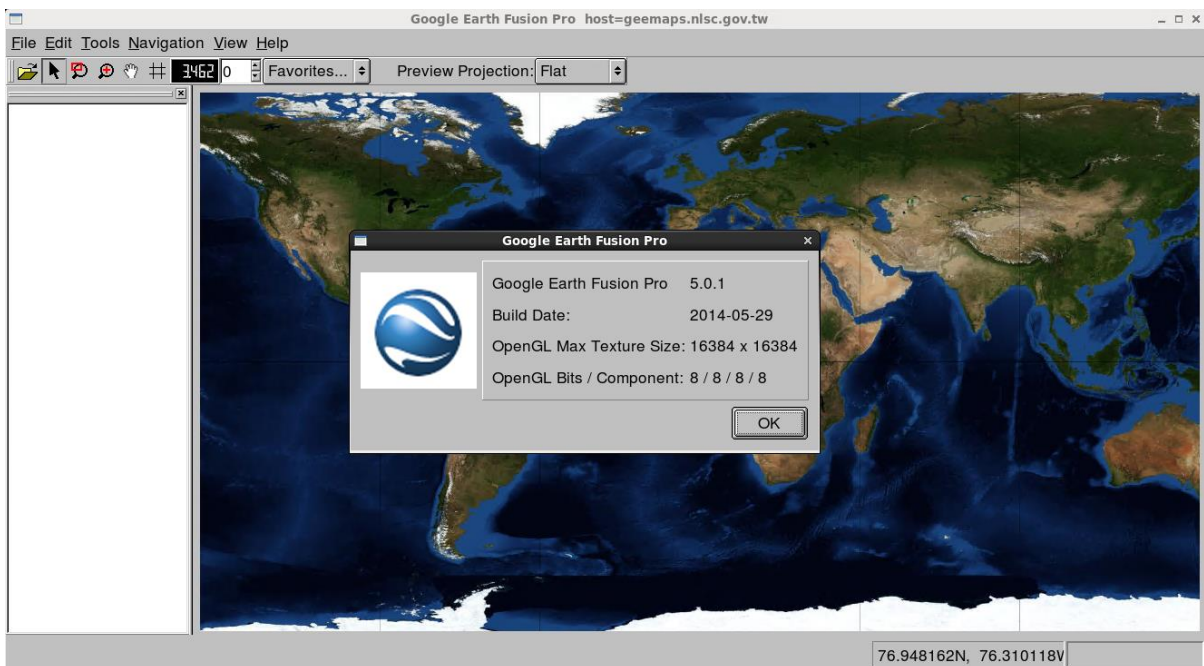 Google Earth Fusion Pro host=geemaps.nlsc.gov.tw
File Edit Tools Navigation View Help
3462 0 Favorites... Preview Projection: Flat
Google Earth Fusion Pro
Google Earth Fusion Pro 5.0.1
Build Date: 2014-05-29
OpenGL Max Texture Size: 16384 x 16384
OpenGL Bits / Component: 8 / 8 / 8 / 8
OK
76.948162N, 76.310118W